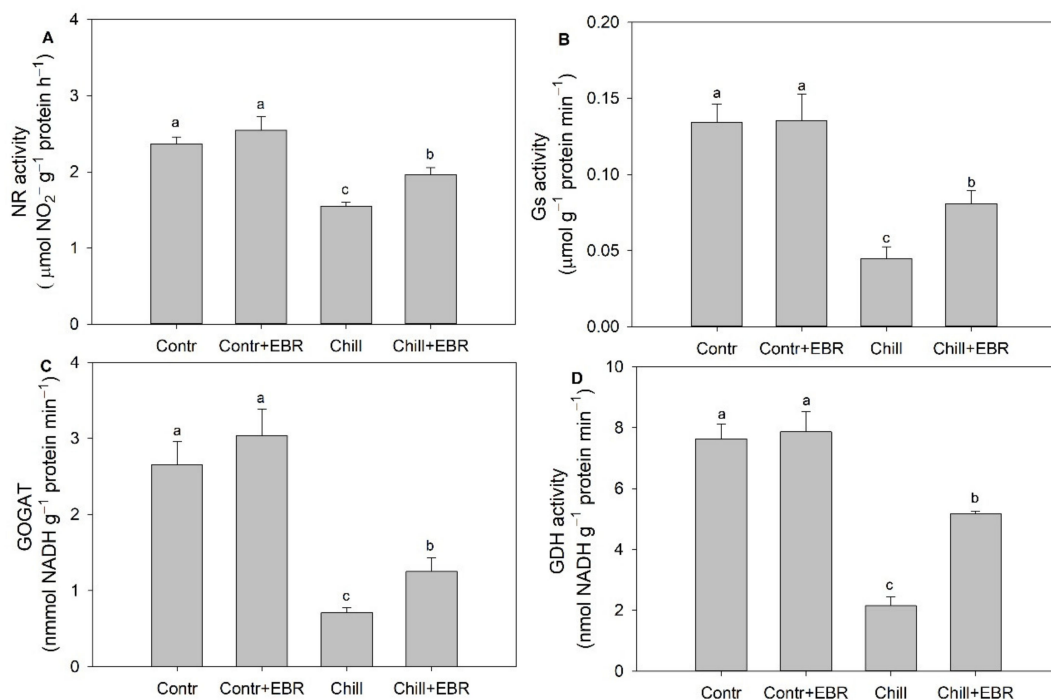 A
NR activity
( μmol NO₂⁻ g⁻¹ protein h⁻¹)
4
3
2
1
0
a
a
c
b
Contr
Contr+EBR
Chill
Chill+EBR
B
Gs activity
(μmol g⁻¹ protein min⁻¹)
0.20
0.15
0.10
0.05
0.00
a
a
c
b
Contr
Contr+EBR
Chill
Chill+EBR
C
GOGAT
(nmmol NADH g⁻¹ protein min⁻¹)
4
3
2
1
0
a
a
c
b
Contr
Contr+EBR
Chill
Chill+EBR
D
GDH activity
(nmol NADH g⁻¹ protein min⁻¹)
10
8
6
4
2
0
a
a
c
b
Contr
Contr+EBR
Chill
Chill+EBR